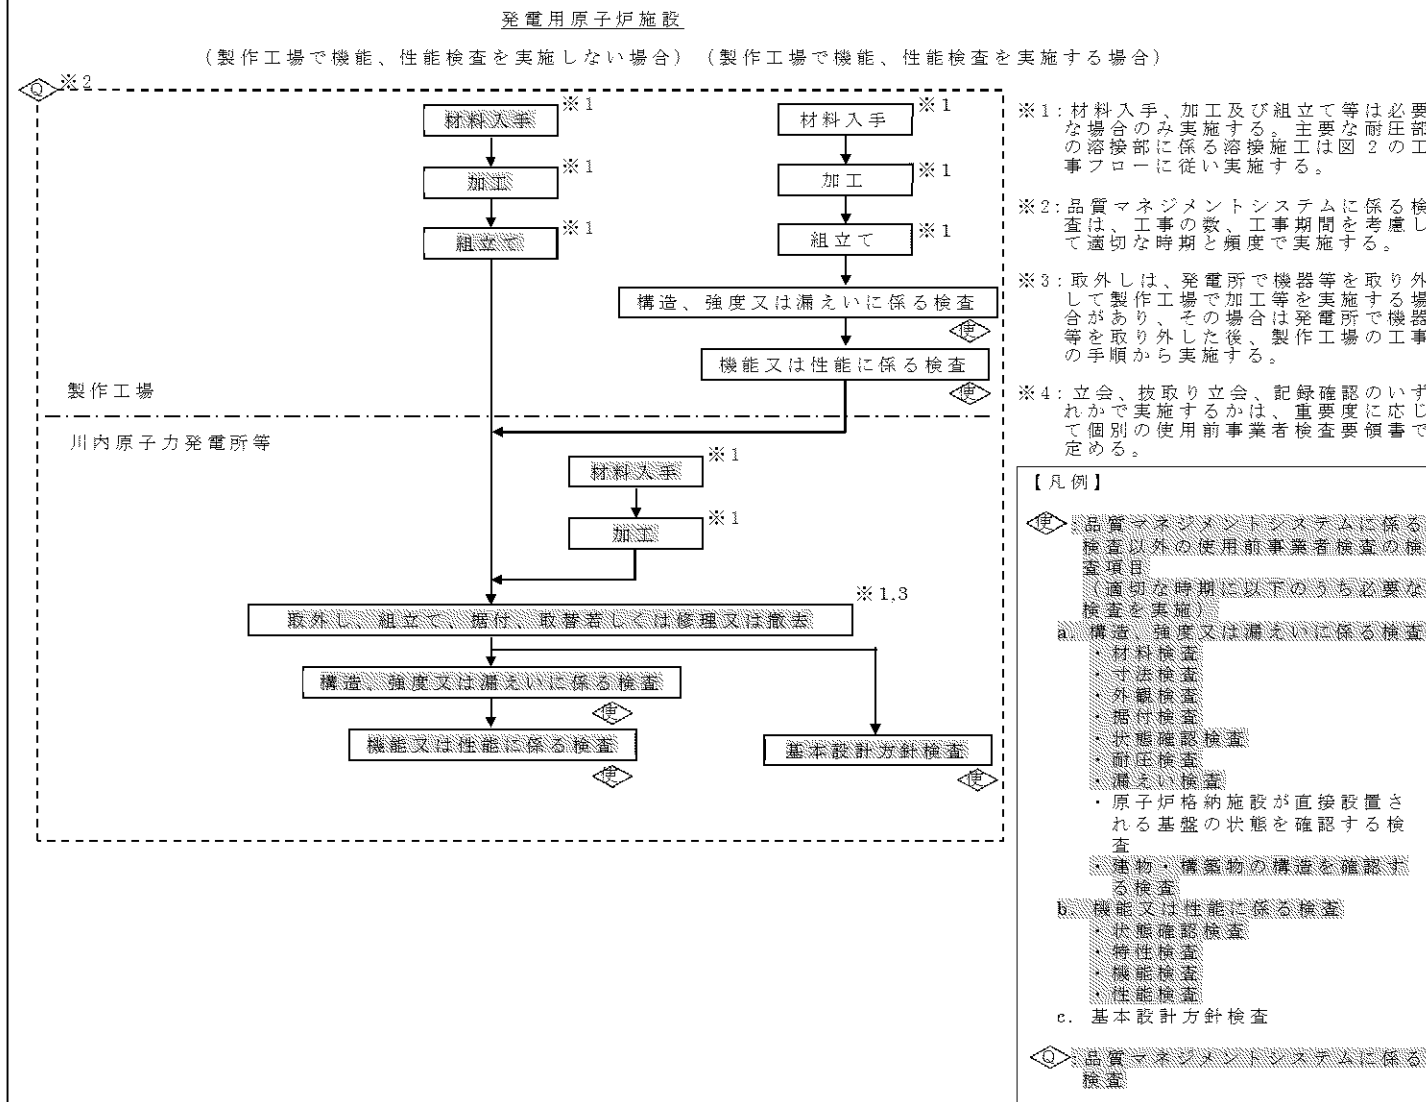 発電用原子炉施設
(製作工場で機能、性能検査を実施しない場合) (製作工場で機能、性能検査を実施する場合)
Q ※2
材料入手 ※1
加工 ※1
組立て ※1
材料入手 ※1
加工 ※1
組立て ※1
構造、強度又は漏えいに係る検査
使
機能又は性能に係る検査
使
製作工場
川内原子力発電所等
材料入手 ※1
加工 ※1
取外し、組立て、据付、取替若しくは修理又は撤去 ※1,3
構造、強度又は漏えいに係る検査
使
機能又は性能に係る検査
使
基本設計方針検査
使
※1:材料入手、加工及び組立て等は必要
な場合のみ実施する。主要な耐圧部
の溶接部に係る溶接施工は図2の工
事フローに従い実施する。
※2:品質マネジメントシステムに係る検
査は、工事の数、工事期間を考慮し
て適切な時期と頻度で実施する。
※3:取外しは、発電所で機器等を取り外
して製作工場で加工等を実施する場
合があり、その場合は発電所で機器
等を取り外した後、製作工場の工事
の手順から実施する。
※4:立会、抜取り立会、記録確認のいず
れかで実施するかは、重要度に応じ
て個別の使用前事業者検査要領書で
定める。
【凡例】
使 :品質マネジメントシステムに係る
検査以外の使用前事業者検査の検
査項目
(適切な時期に以下のうち必要な
検査を実施)
a. 構造、強度又は漏えいに係る検査
・材料検査
・寸法検査
・外観検査
・据付検査
・状態確認検査
・耐圧検査
・漏えい検査
・原子炉格納施設が直接設置さ
れる基盤の状態を確認する検
査
・建物・構築物の構造を確認す
る検査
b. 機能又は性能に係る検査
・状態確認検査
・特性検査
・機能検査
・性能検査
c. 基本設計方針検査
Q :品質マネジメントシステムに係る
検査